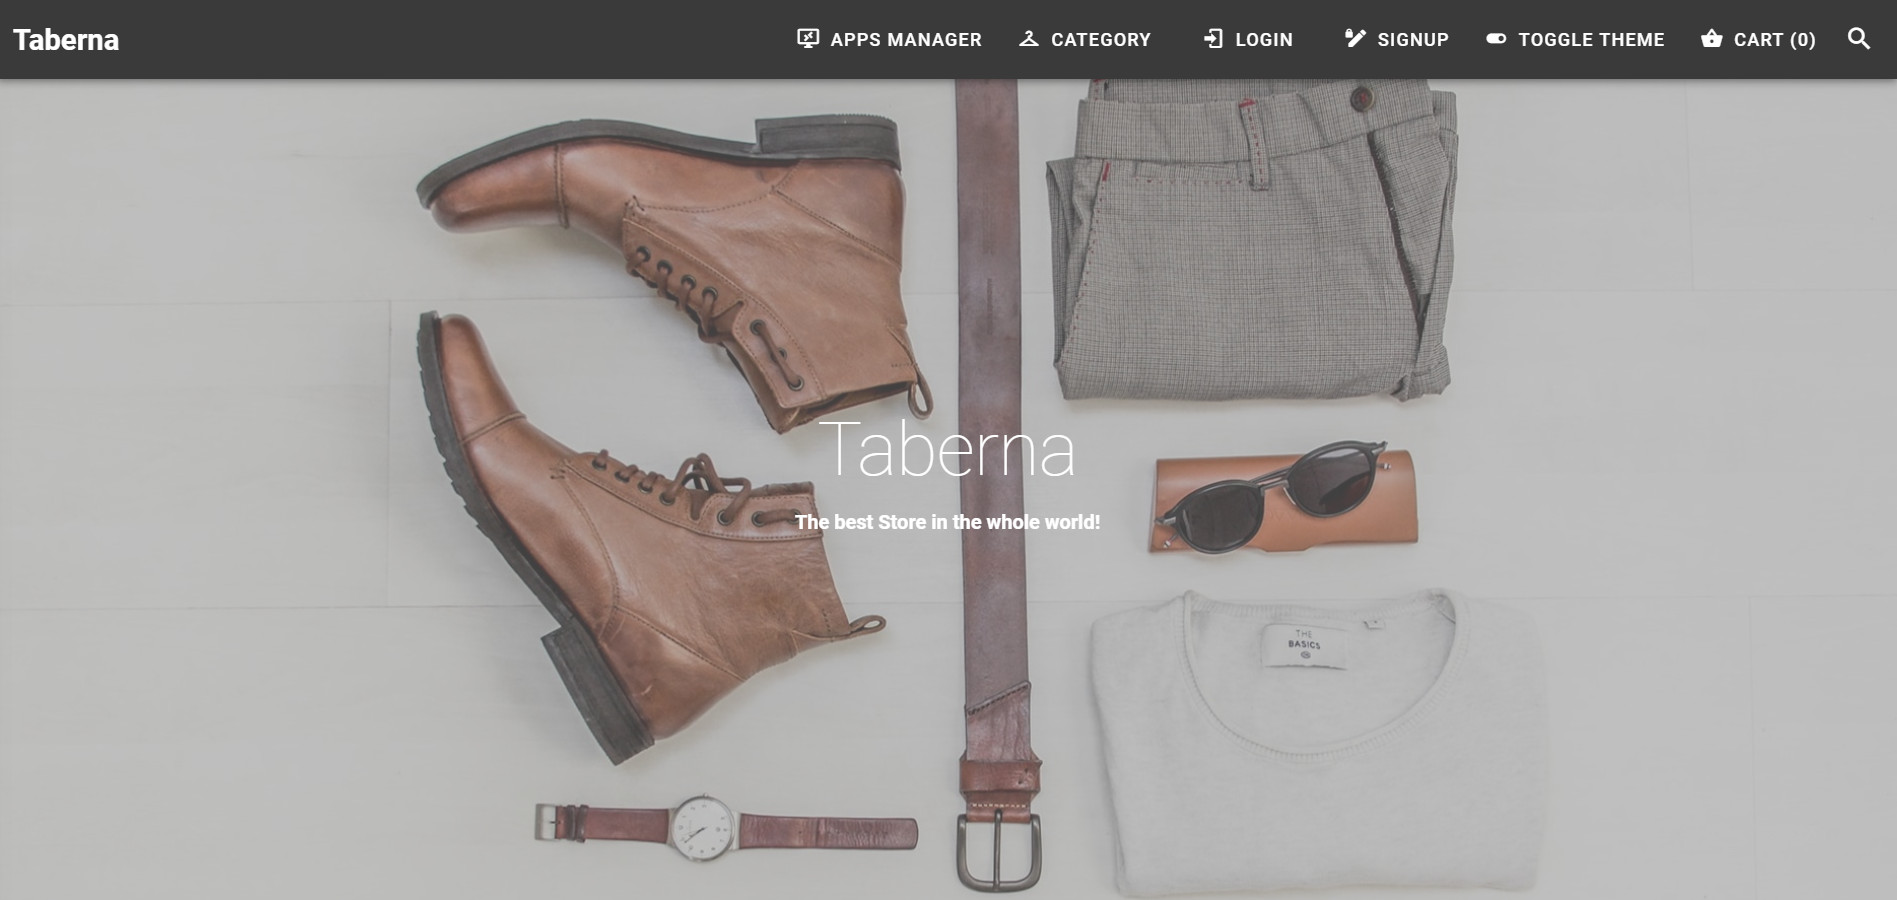 Taberna
APPS MANAGER
CATEGORY
LOGIN
SIGNUP
TOGGLE THEME
CART (0)
Taberna
The best Store in the whole world!
THE
BASICS